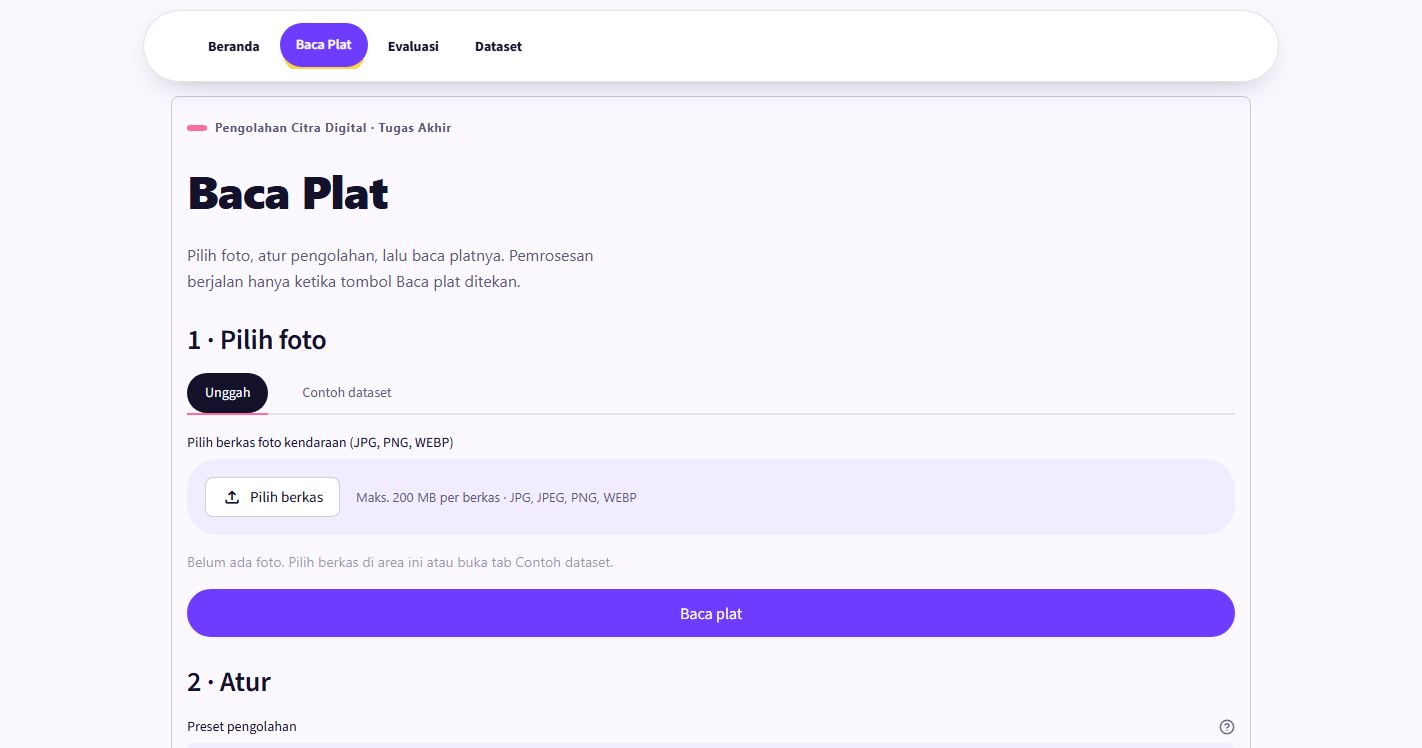 Beranda
Baca Plat
Evaluasi
Dataset
Pengolahan Citra Digital · Tugas Akhir
Baca Plat
Pilih foto, atur pengolahan, lalu baca platnya. Pemrosesan
berjalan hanya ketika tombol Baca plat ditekan.
1 · Pilih foto
Unggah
Contoh dataset
Pilih berkas foto kendaraan (JPG, PNG, WEBP)
Pilih berkas
Maks. 200 MB per berkas · JPG, JPEG, PNG, WEBP
Belum ada foto. Pilih berkas di area ini atau buka tab Contoh dataset.
Baca plat
2 · Atur
Preset pengolahan